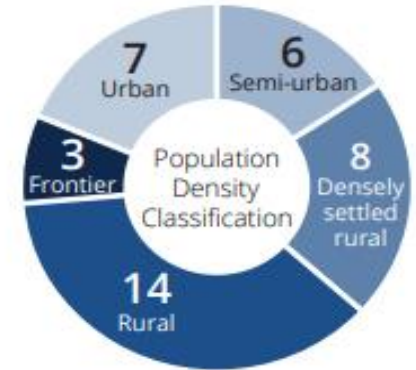 7
Urban
6
Semi-urban
3
Frontier
Population
Density
Classification
8
Densely
settled
rural
14
Rural